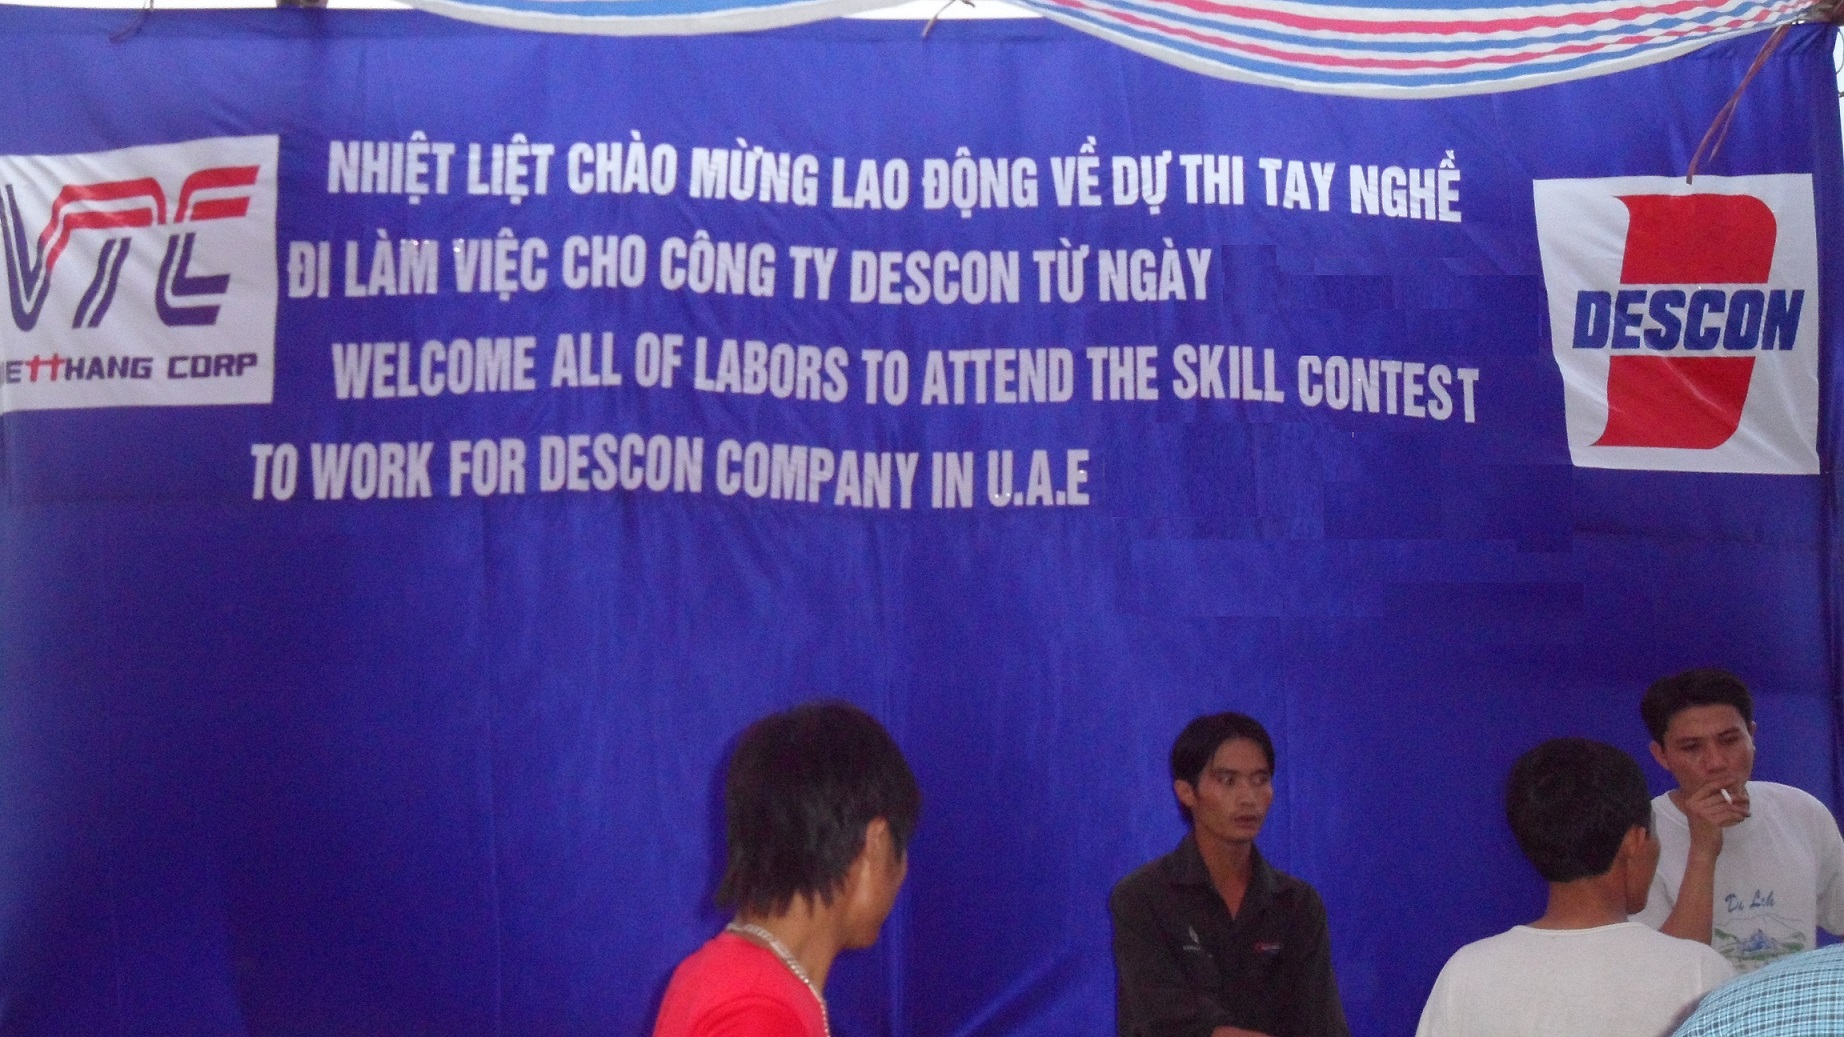 NHIỆT LIỆT CHÀO MỪNG LAO ĐỘNG VỀ DỰ THI TAY NGHỀ
ĐI LÀM VIỆC CHO CÔNG TY DESCON TỪ NGÀY
WELCOME ALL OF LABORS TO ATTEND THE SKILL CONTEST
TO WORK FOR DESCON COMPANY IN U.A.E
VTC
IETTHANG CORP
DESCON